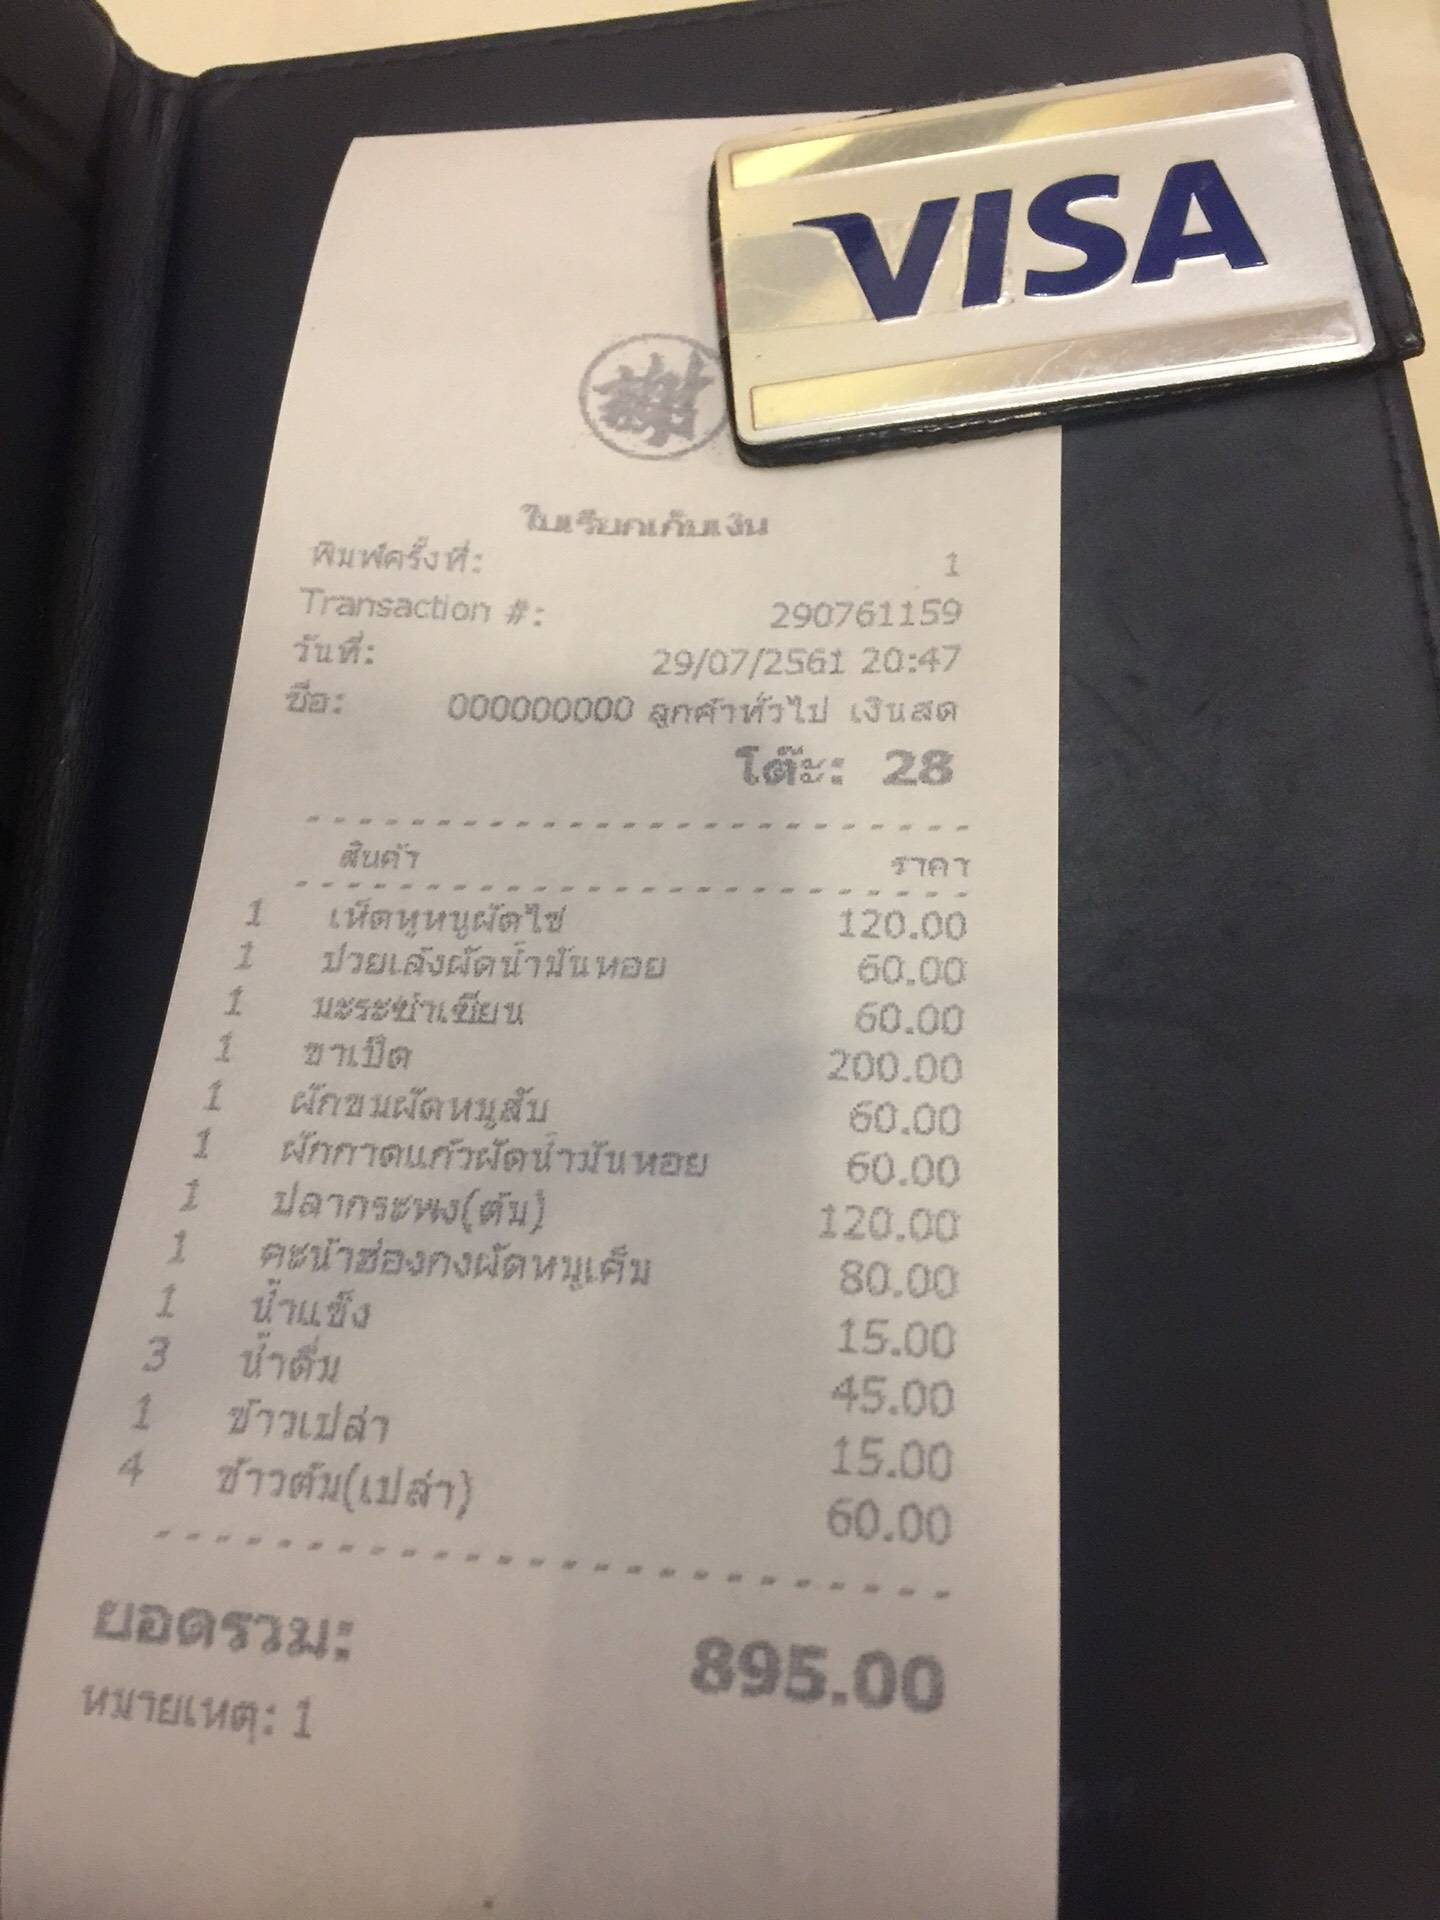 VISA
謝
ใบเรียกเก็บเงิน
พิมพ์ครั้งที่: 1
Transaction #: 290761159
วันที่: 29/07/2561 20:47
ชื่อ: 000000000 ลูกค้าทั่วไป เงินสด
โต๊ะ: 28
สินค้า ราคา
1 เห็ดหูหนูผัดไข่ 120.00
1 ปวยเล้งผัดน้ำมันหอย 60.00
1 มะระซำเซียน 60.00
1 ขาเป็ด 200.00
1 ผักขมผัดหมูสับ 60.00
1 ผักกาดแก้วผัดน้ำมันหอย 60.00
1 ปลากระพง(ต้ม) 120.00
1 คะน้าฮ่องกงผัดหมูเค็ม 80.00
1 น้ำแข็ง 15.00
3 น้ำดื่ม 45.00
1 ข้าวเปล่า 15.00
4 ข้าวต้ม(เปล่า) 60.00
ยอดรวม: 895.00
หมายเหตุ: 1